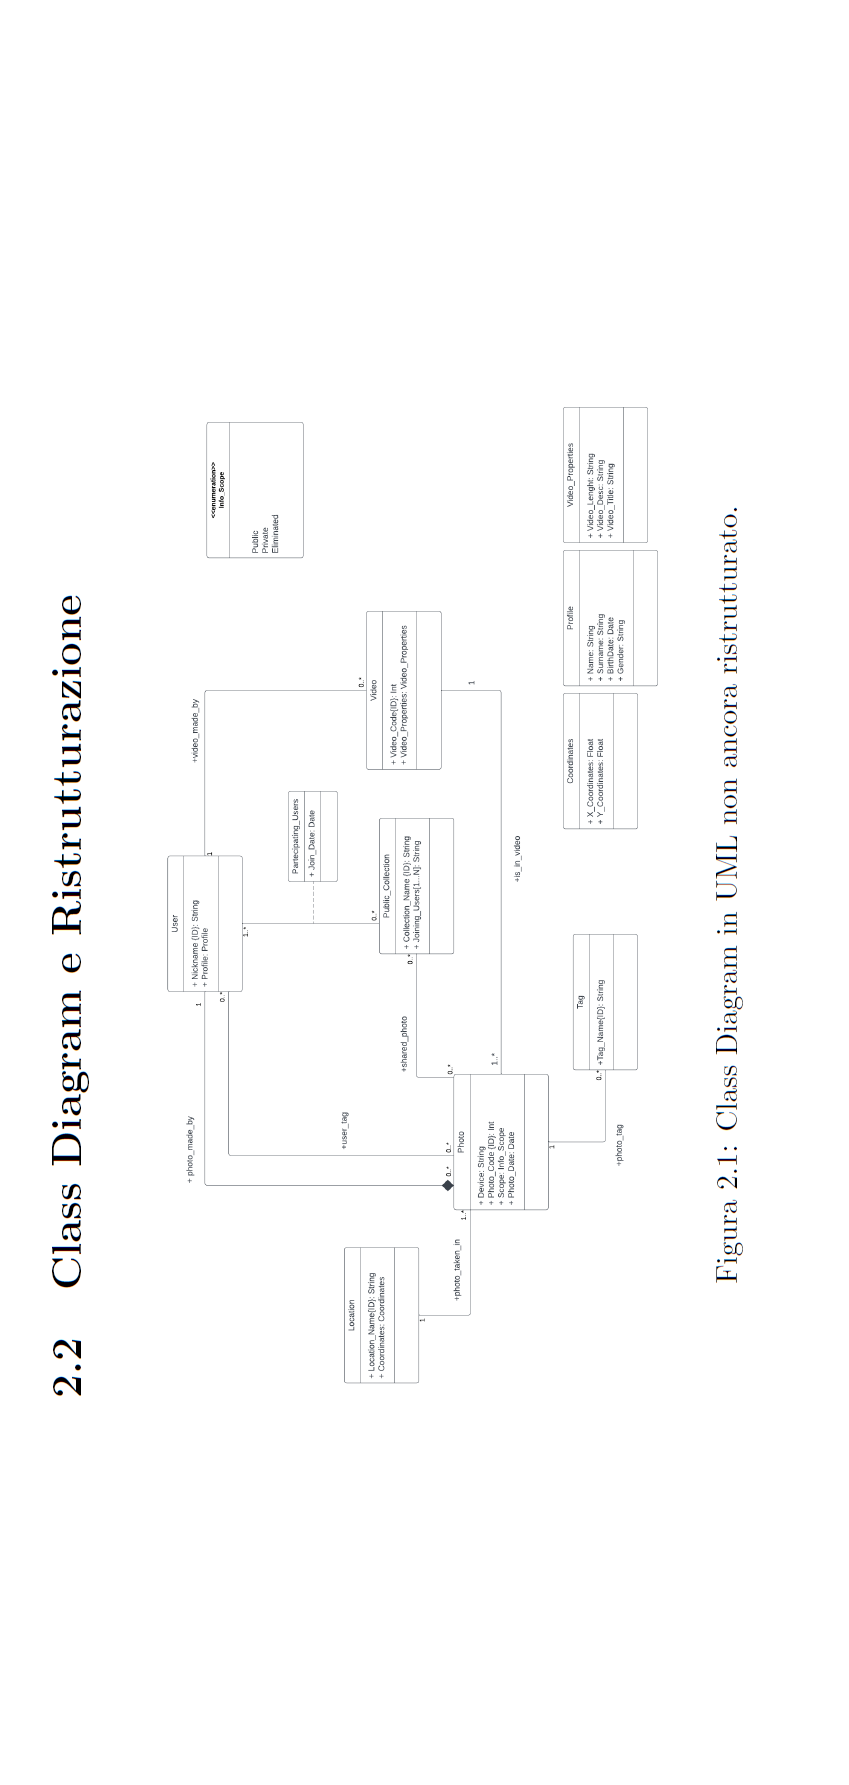 2.2 Class Diagram e Ristrutturazione
<<enumeration>>
Info_Scope
Public
Private
Eliminated
User
+ Nickname {ID}: String
+ Profile: Profile
1
0..*
1..*
1
+ photo_made_by
+video_made_by
+user_tag
Partecipating_Users
+ Join_Date: Date
0..*
Video
+ Video_Code{ID}: Int
+ Video_Properties: Video_Properties
1
0..*
Public_Collection
+ Collection_Name {ID}: String
+ Joining_Users[1...N]: String
0..*
+shared_photo
Location
+ Location_Name{ID}: String
+ Coordinates: Coordinates
1
+photo_taken_in
1..*
0..*
0..*
0..*
1..*
Photo
+ Device: String
+ Photo_Code {ID}: Int
+ Scope: Info_Scope
+ Photo_Date: Date
1
+is_in_video
Tag
+Tag_Name{ID}: String
0..*
+photo_tag
Coordinates
+ X_Coordinates: Float
+ Y_Coordinates: Float
Profile
+ Name: String
+ Surname: String
+ BirthDate: Date
+ Gender: String
Video_Properties
+ Video_Lenght: String
+ Video_Desc: String
+ Video_Title: String
Figura 2.1: Class Diagram in UML non ancora ristrutturato.